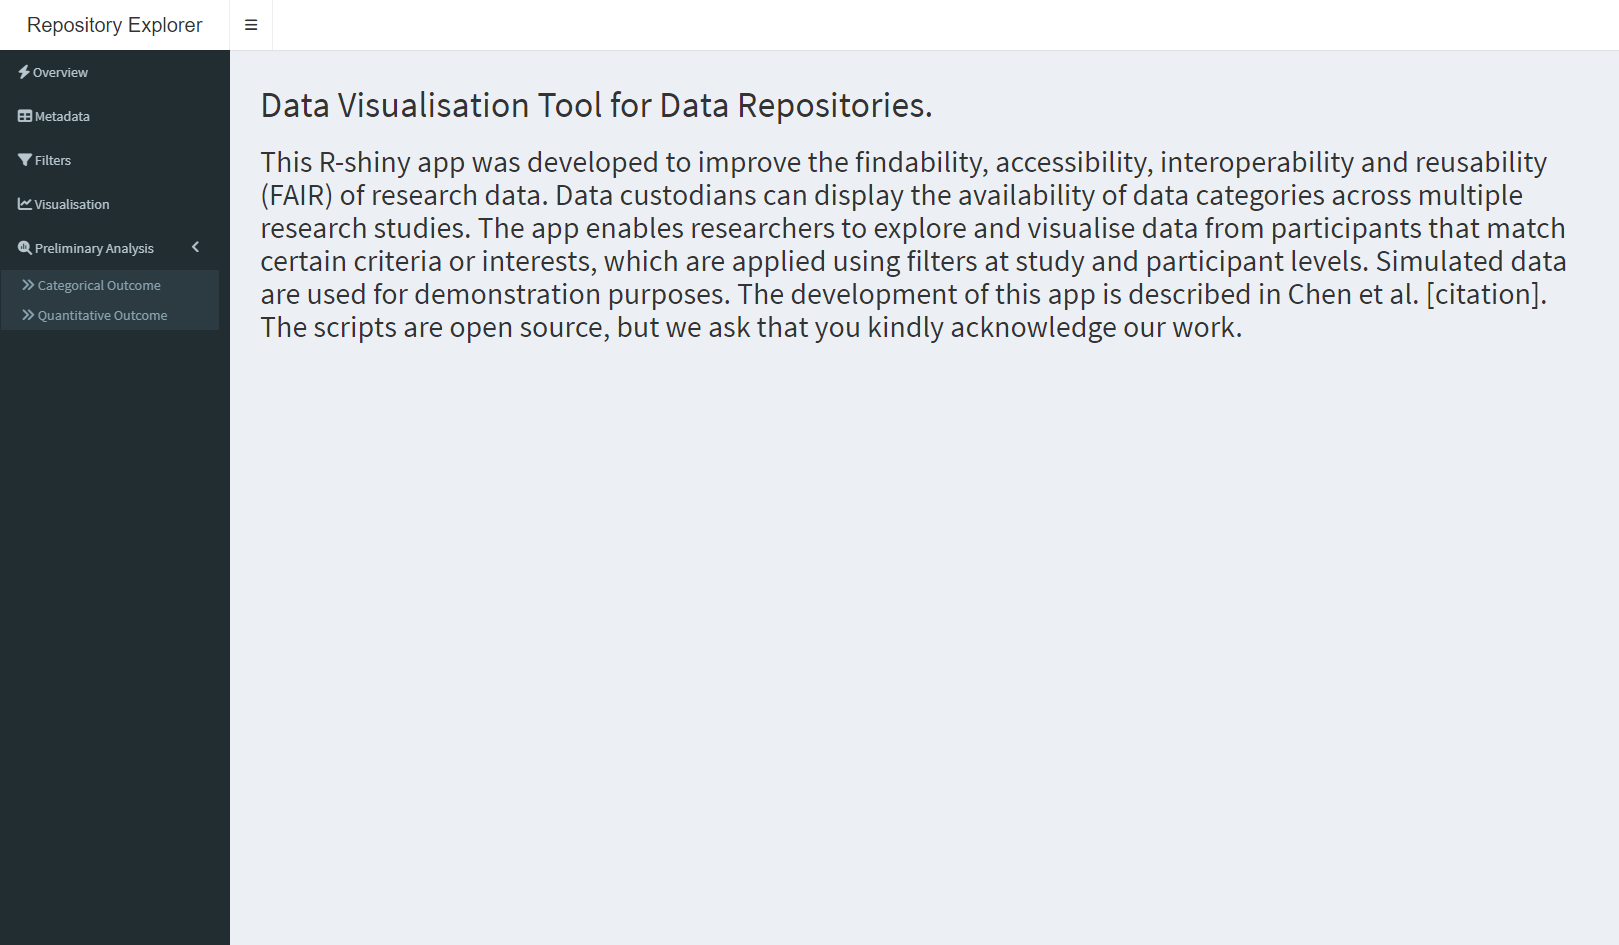 Repository Explorer
Overview
Metadata
Filters
Visualisation
Preliminary Analysis
Categorical Outcome
Quantitative Outcome
Data Visualisation Tool for Data Repositories.
This R-shiny app was developed to improve the findability, accessibility, interoperability and reusability
(FAIR) of research data. Data custodians can display the availability of data categories across multiple
research studies. The app enables researchers to explore and visualise data from participants that match
certain criteria or interests, which are applied using filters at study and participant levels. Simulated data
are used for demonstration purposes. The development of this app is described in Chen et al. [citation].
The scripts are open source, but we ask that you kindly acknowledge our work.